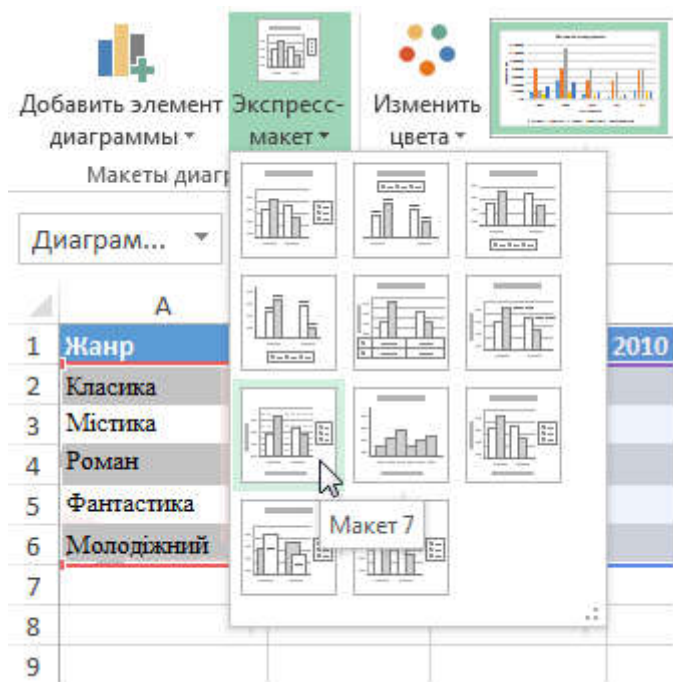 Добавить элемент
диаграммы
Экспресс-
макет
Изменить
цвета
Макеты диагр
Диаграм...
A
1 Жанр 2010
2 Класика
3 Містика
4 Роман
5 Фантастика
6 Молодіжний
Макет 7
7
8
9